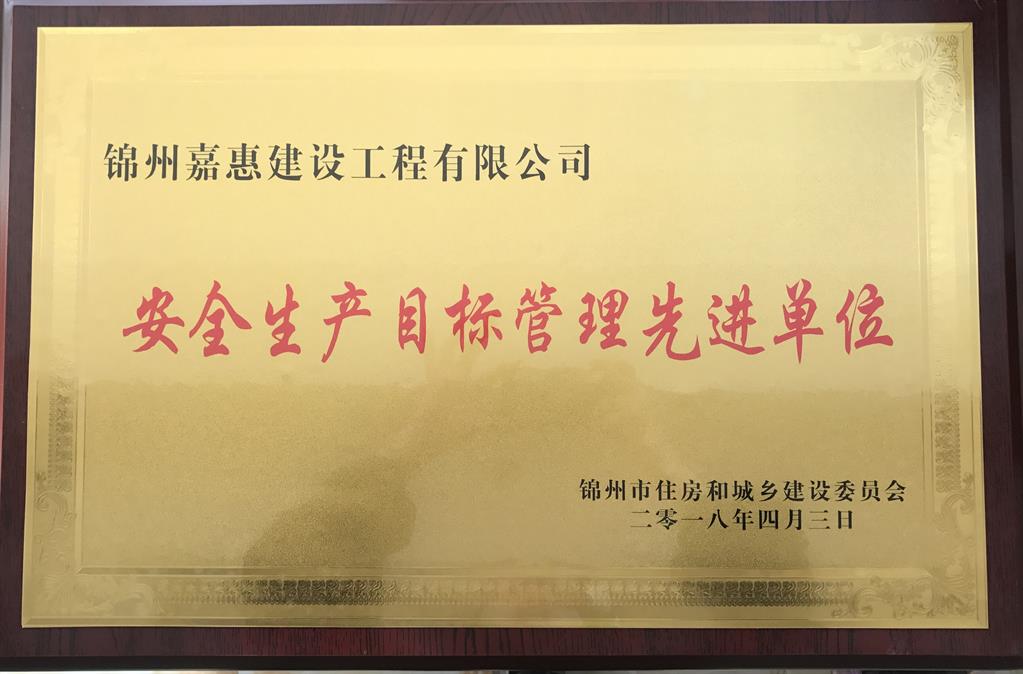 锦州嘉惠建设工程有限公司
安全生产目标管理先进单位
锦州市住房和城乡建设委员会
二零一八年四月三日